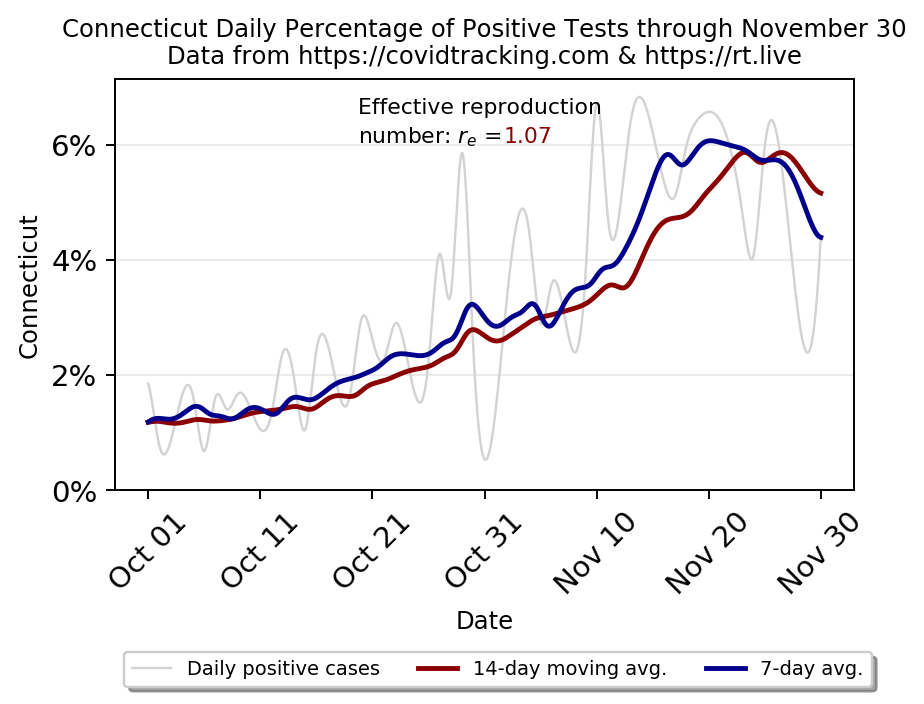 Connecticut Daily Percentage of Positive Tests through November 30
Data from https://covidtracking.com & https://rt.live
Effective reproduction
number: r_e =1.07
6%
4%
2%
0%
Connecticut
Oct 01
Oct 11
Oct 21
Oct 31
Nov 10
Nov 20
Nov 30
Date
Daily positive cases
14-day moving avg.
7-day avg.